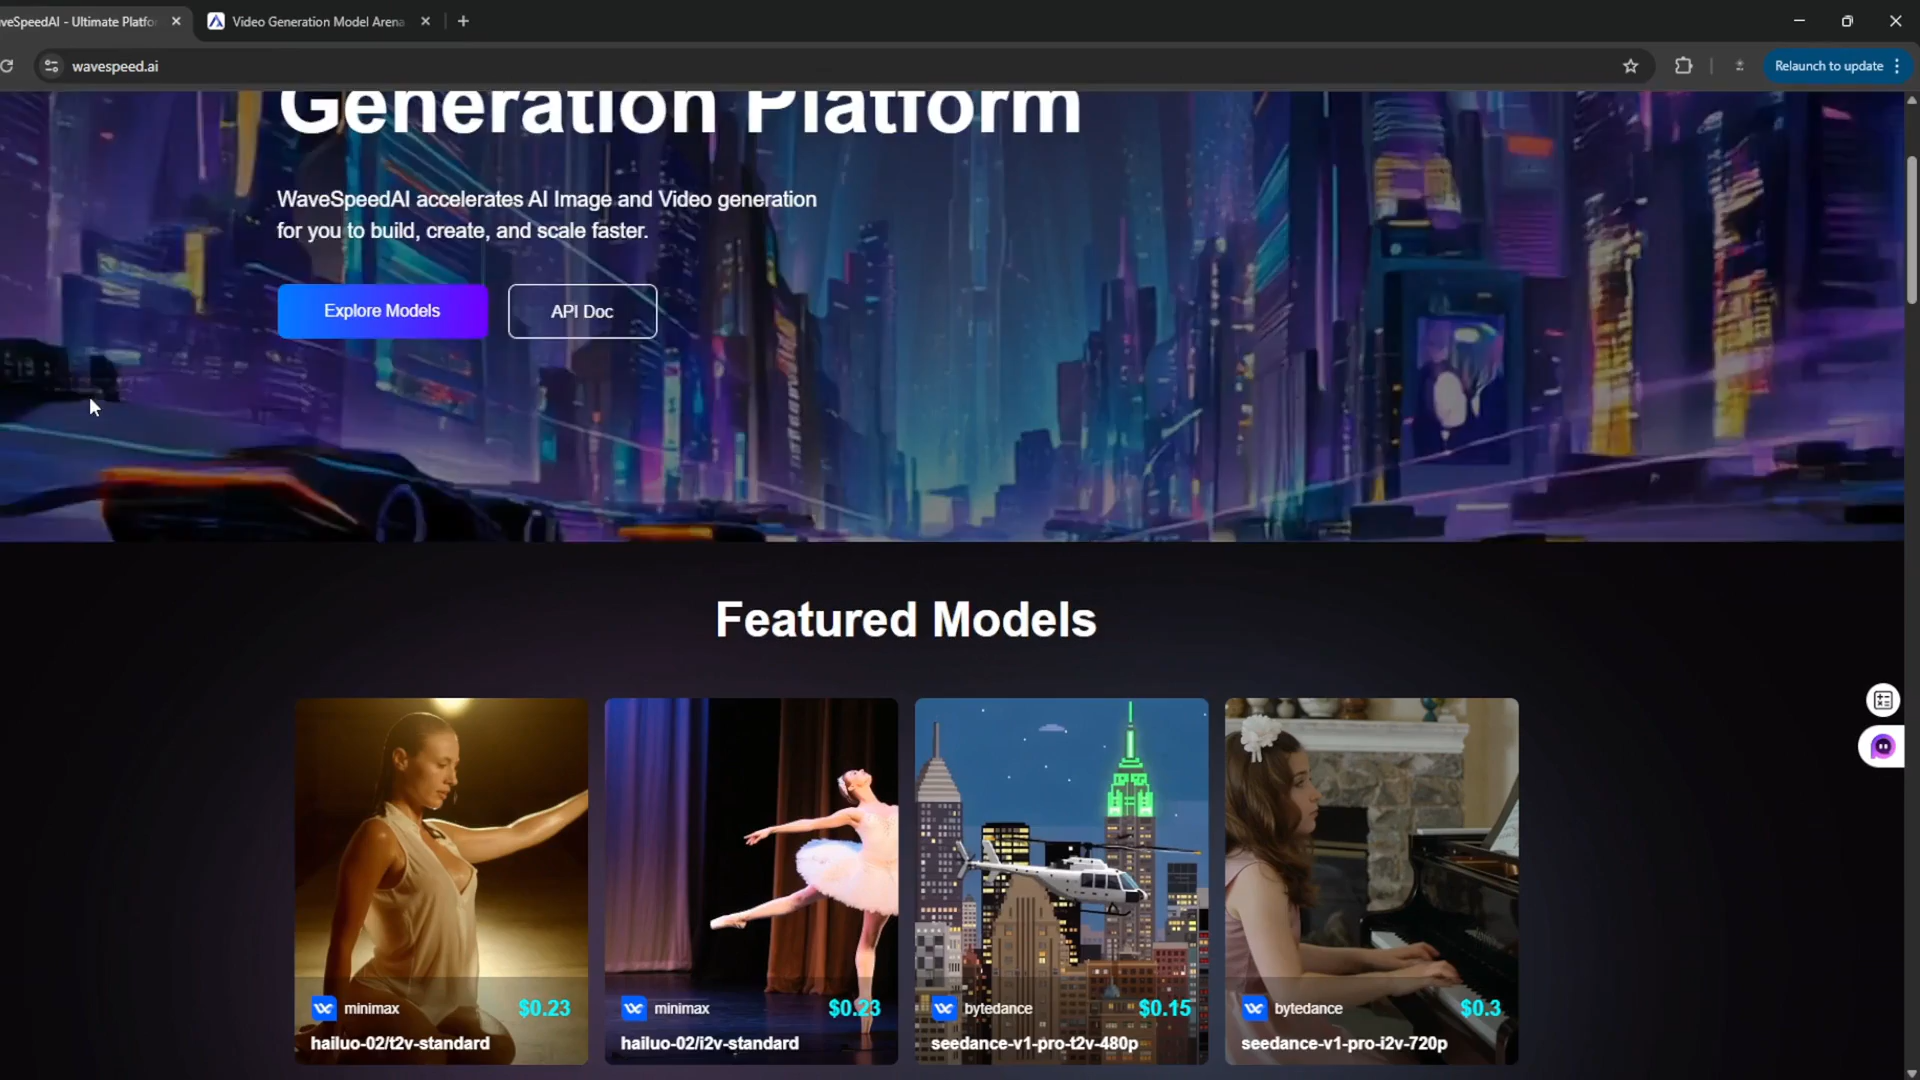 veSpeedAI - Ultimate Platfo
Video Generation Model Arena
wavespeed.ai
Relaunch to update
Generation Platform
WaveSpeedAI accelerates AI Image and Video generation
for you to build, create, and scale faster.
Explore Models
API Doc
Featured Models
minimax
$0.23
hailuo-02/t2v-standard
minimax
$0.23
hailuo-02/i2v-standard
bytedance
$0.15
seedance-v1-pro-t2v-480p
bytedance
$0.3
seedance-v1-pro-i2v-720p